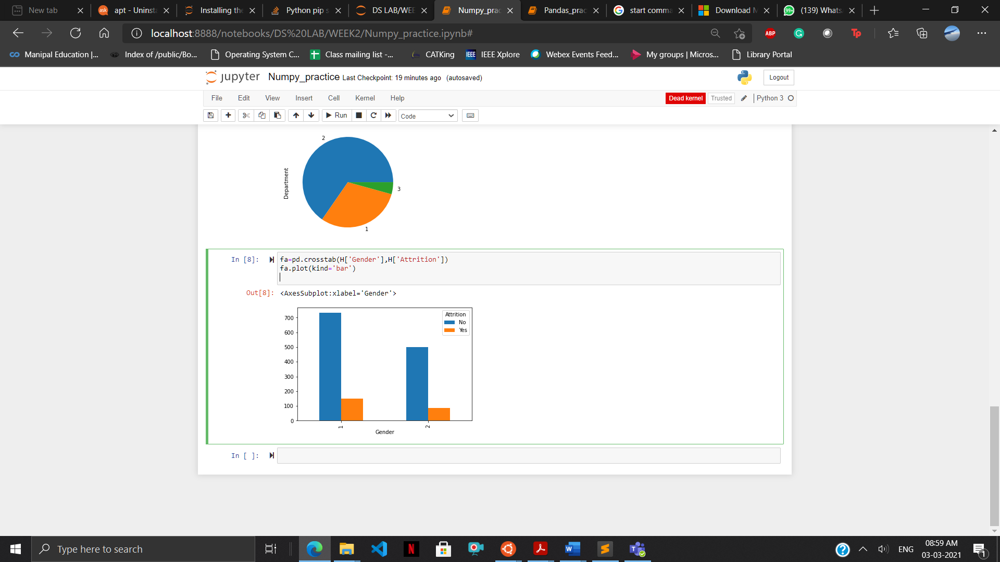 New tab
apt - Uninsta
Installing the
Python pip s
DS LAB/WEE
Numpy_prac
Pandas_prac
start comma
Download M
(139) Whats
localhost:8888/notebooks/DS%20LAB/WEEK2/Numpy_practice.ipynb#
Manipal Education |...
Index of /public/Bo...
Operating System C...
Class mailing list -...
CATKing
IEEE Xplore
Webex Events Feed...
My groups | Micros...
Library Portal
jupyter Numpy_practice Last Checkpoint: 19 minutes ago (autosaved)
Logout
File Edit View Insert Cell Kernel Help
Dead kernel Trusted Python 3
Run Code
2
Department
3
1
In [8]:
fa=pd.crosstab(H['Gender'],H['Attrition'])
fa.plot(kind='bar')
Out[8]: <AxesSubplot:xlabel='Gender'>
Attrition
No
Yes
700
600
500
400
300
200
100
0
1 2
Gender
In [ ]:
Type here to search
ENG
08:59 AM
03-03-2021
1